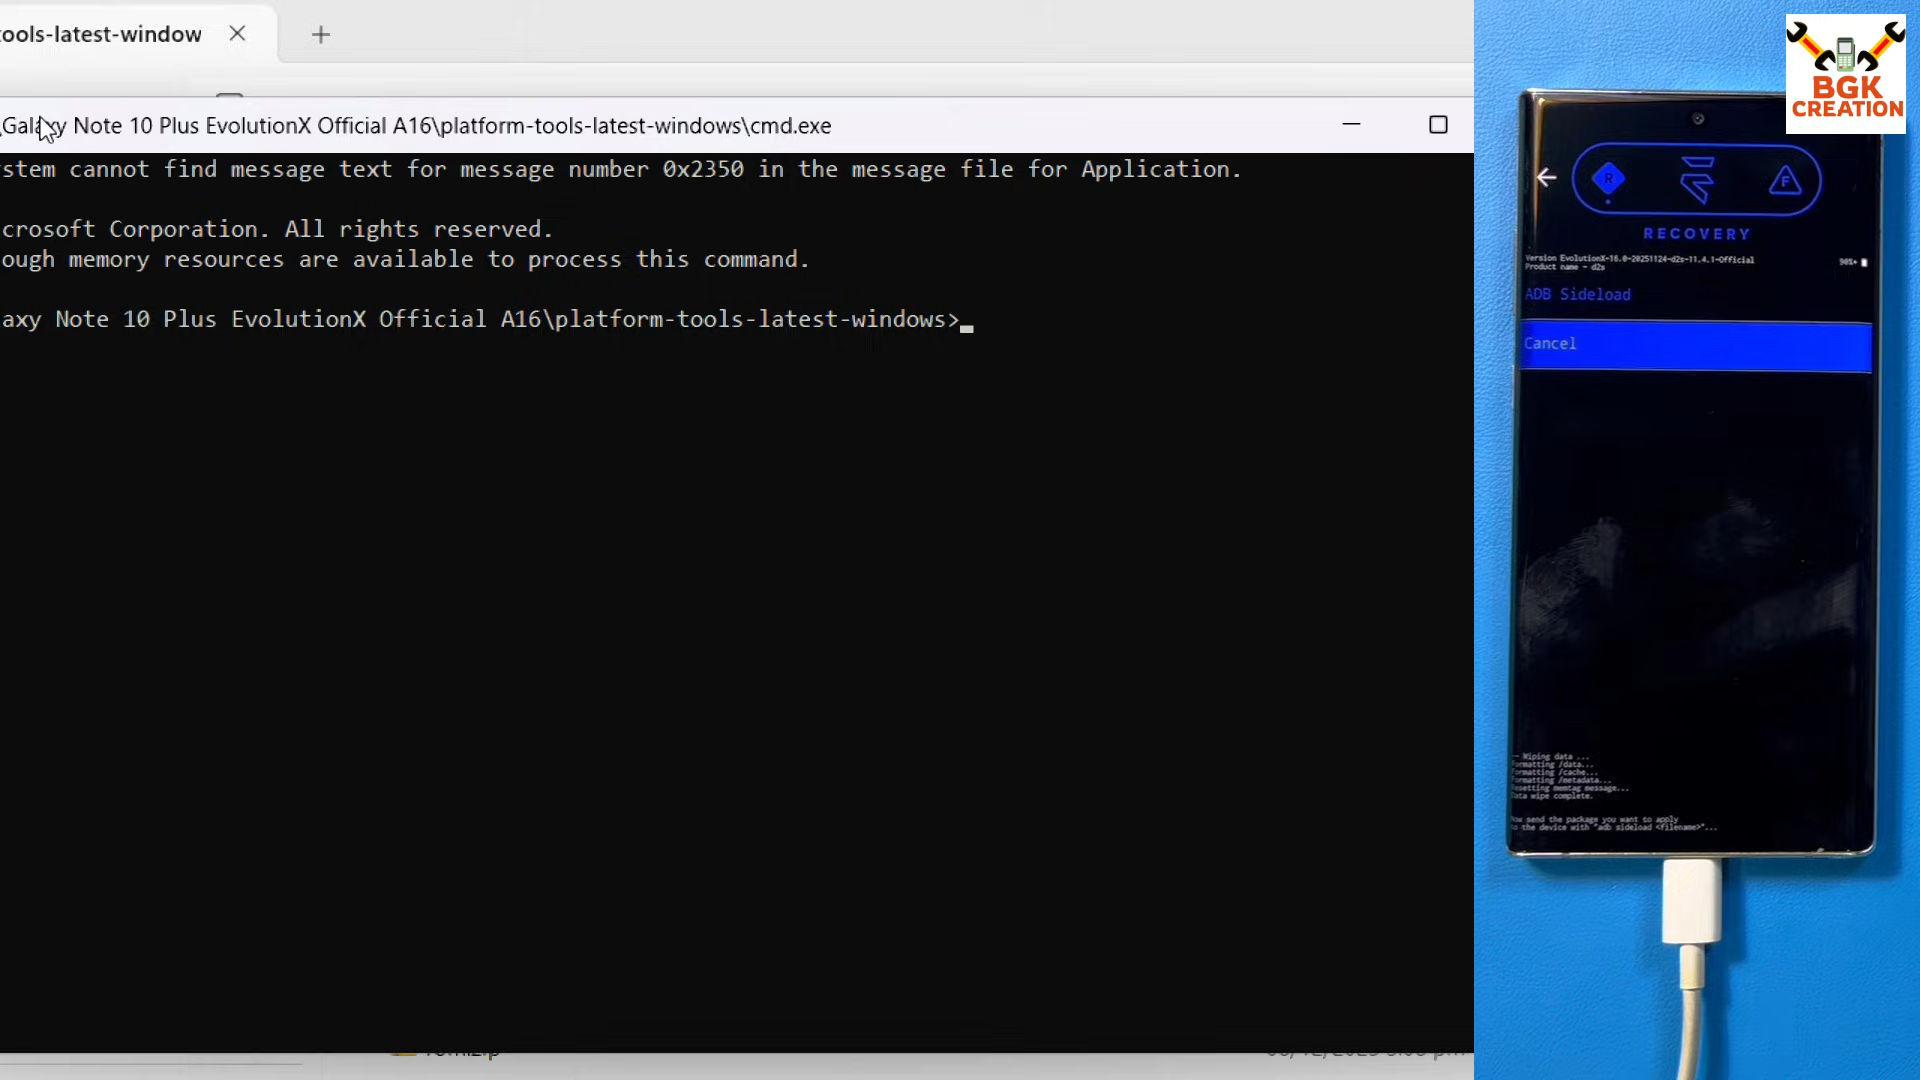 ools-latest-window
\Galaxy Note 10 Plus EvolutionX Official A16\platform-tools-latest-windows\cmd.exe
stem cannot find message text for message number 0x2350 in the message file for Application.
crosoft Corporation. All rights reserved.
ough memory resources are available to process this command.
axy Note 10 Plus EvolutionX Official A16\platform-tools-latest-windows>
BGK
CREATION
R
F
RECOVERY
Version EvolutionX-16.0-20251124-d2s-11.4.1-Official
Product name - d2s
98%+
ADB Sideload
Cancel
-- Wiping data ...
Formatting /data...
Formatting /cache...
Formatting /metadata...
Resetting memtag message...
Data wipe complete.
Now send the package you want to apply
to the device with "adb sideload <filename>"...